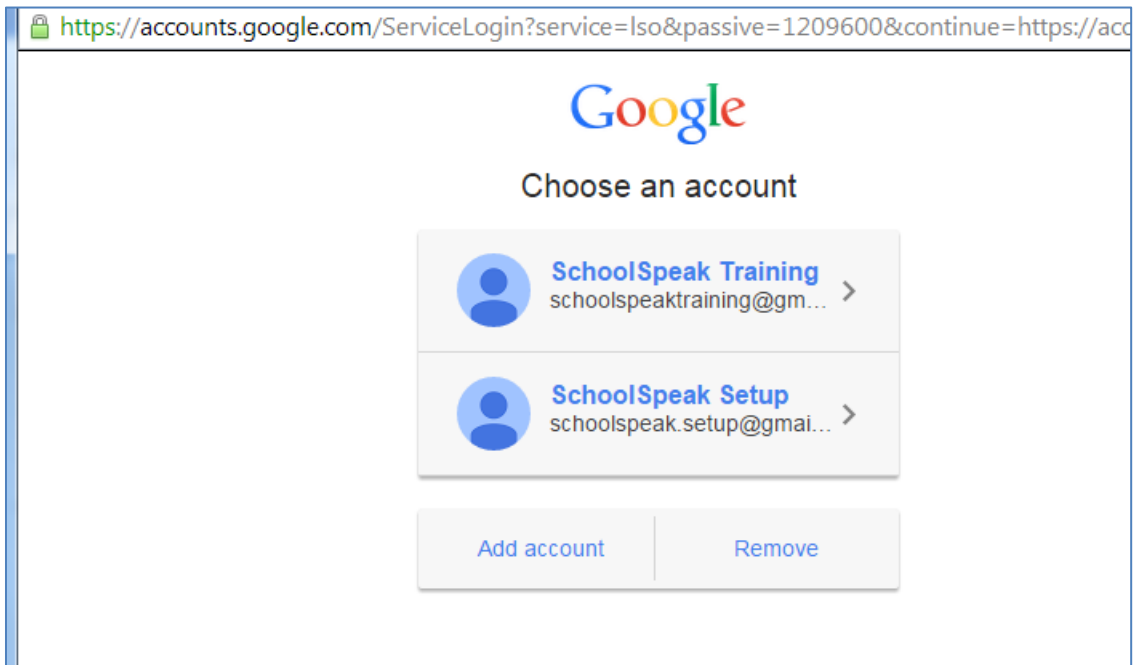 https://accounts.google.com/ServiceLogin?service=lso&passive=1209600&continue=https://acc
Google
Choose an account
SchoolSpeak Training
schoolspeaktraining@gm...
SchoolSpeak Setup
schoolspeak.setup@gmai...
Add account
Remove